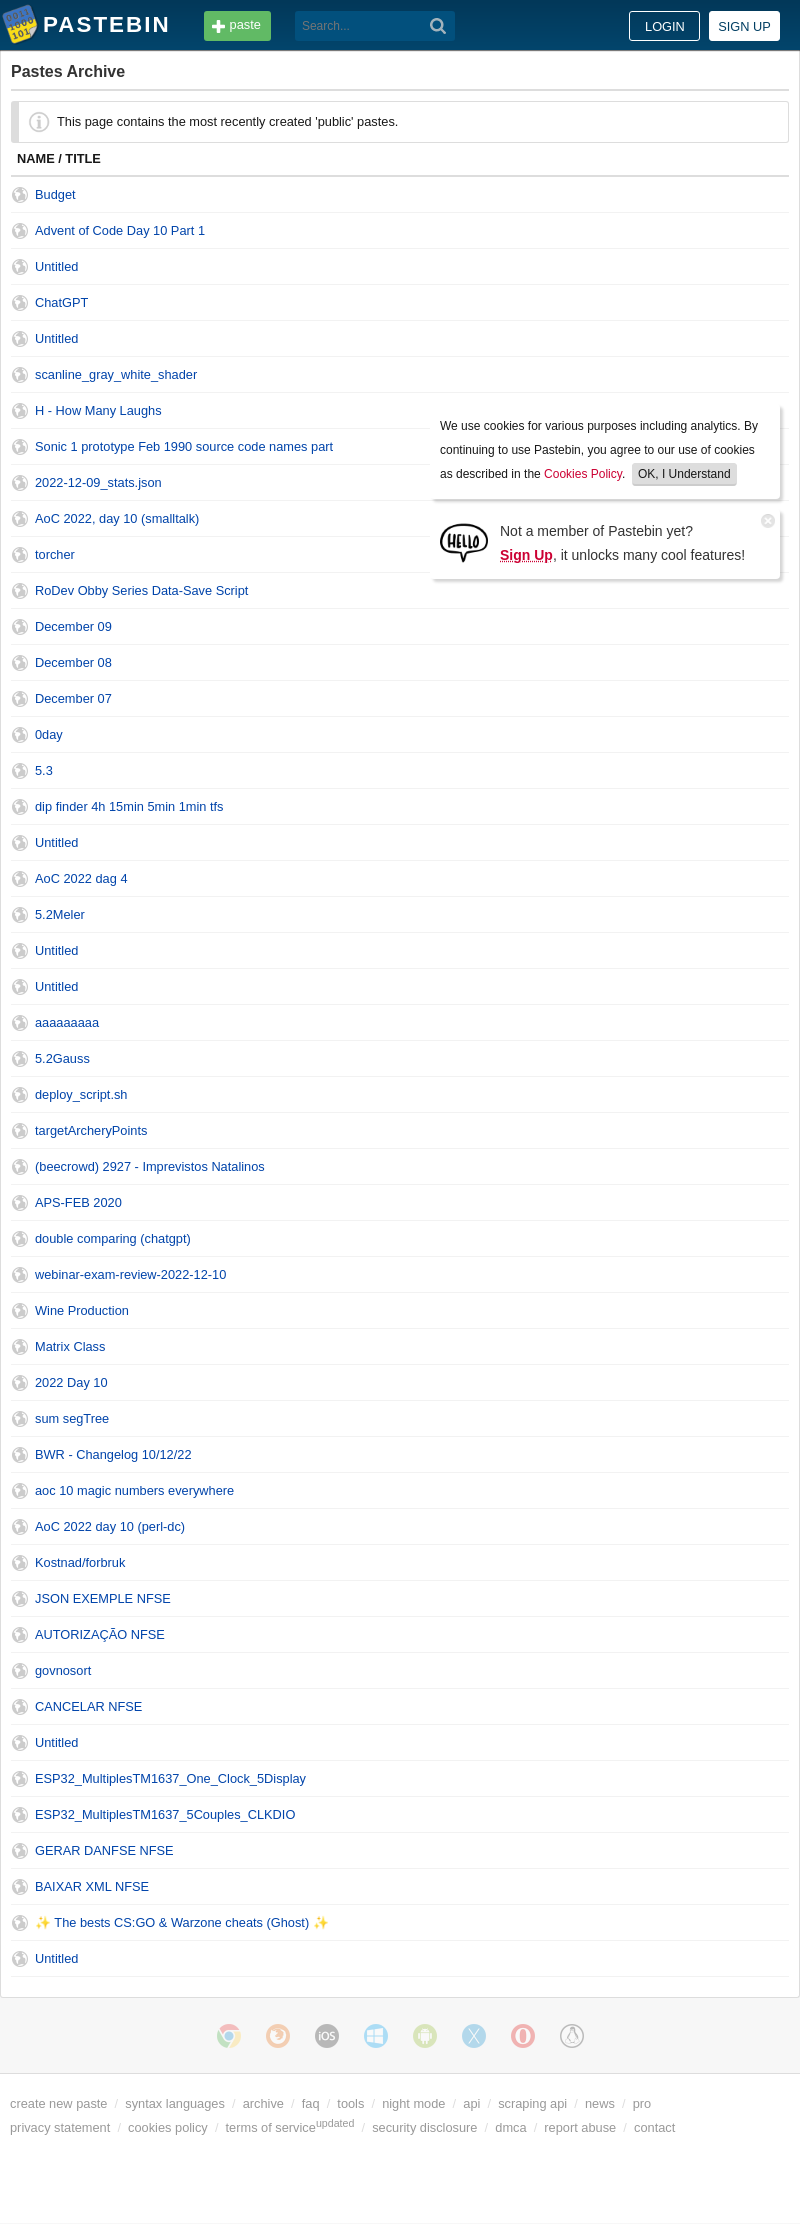 PASTEBIN paste Search... LOGIN SIGN UP
Pastes Archive
This page contains the most recently created 'public' pastes.
NAME / TITLE
Budget
Advent of Code Day 10 Part 1
Untitled
ChatGPT
Untitled
scanline_gray_white_shader
H - How Many Laughs
Sonic 1 prototype Feb 1990 source code names part
2022-12-09_stats.json
AoC 2022, day 10 (smalltalk)
torcher
RoDev Obby Series Data-Save Script
December 09
December 08
December 07
0day
5.3
dip finder 4h 15min 5min 1min tfs
Untitled
AoC 2022 dag 4
5.2Meler
Untitled
Untitled
aaaaaaaaa
5.2Gauss
deploy_script.sh
targetArcheryPoints
(beecrowd) 2927 - Imprevistos Natalinos
APS-FEB 2020
double comparing (chatgpt)
webinar-exam-review-2022-12-10
Wine Production
Matrix Class
2022 Day 10
sum segTree
BWR - Changelog 10/12/22
aoc 10 magic numbers everywhere
AoC 2022 day 10 (perl-dc)
Kostnad/forbruk
JSON EXEMPLE NFSE
AUTORIZAÇÃO NFSE
govnosort
CANCELAR NFSE
Untitled
ESP32_MultiplesTM1637_One_Clock_5Display
ESP32_MultiplesTM1637_5Couples_CLKDIO
GERAR DANFSE NFSE
BAIXAR XML NFSE
✨ The bests CS:GO & Warzone cheats (Ghost) ✨
Untitled
We use cookies for various purposes including analytics. By
continuing to use Pastebin, you agree to our use of cookies
as described in the Cookies Policy. OK, I Understand
HELLO
Not a member of Pastebin yet?
Sign Up, it unlocks many cool features!
iOS
create new paste / syntax languages / archive / faq / tools / night mode / api / scraping api / news / pro
privacy statement / cookies policy / terms of serviceupdated / security disclosure / dmca / report abuse / contact